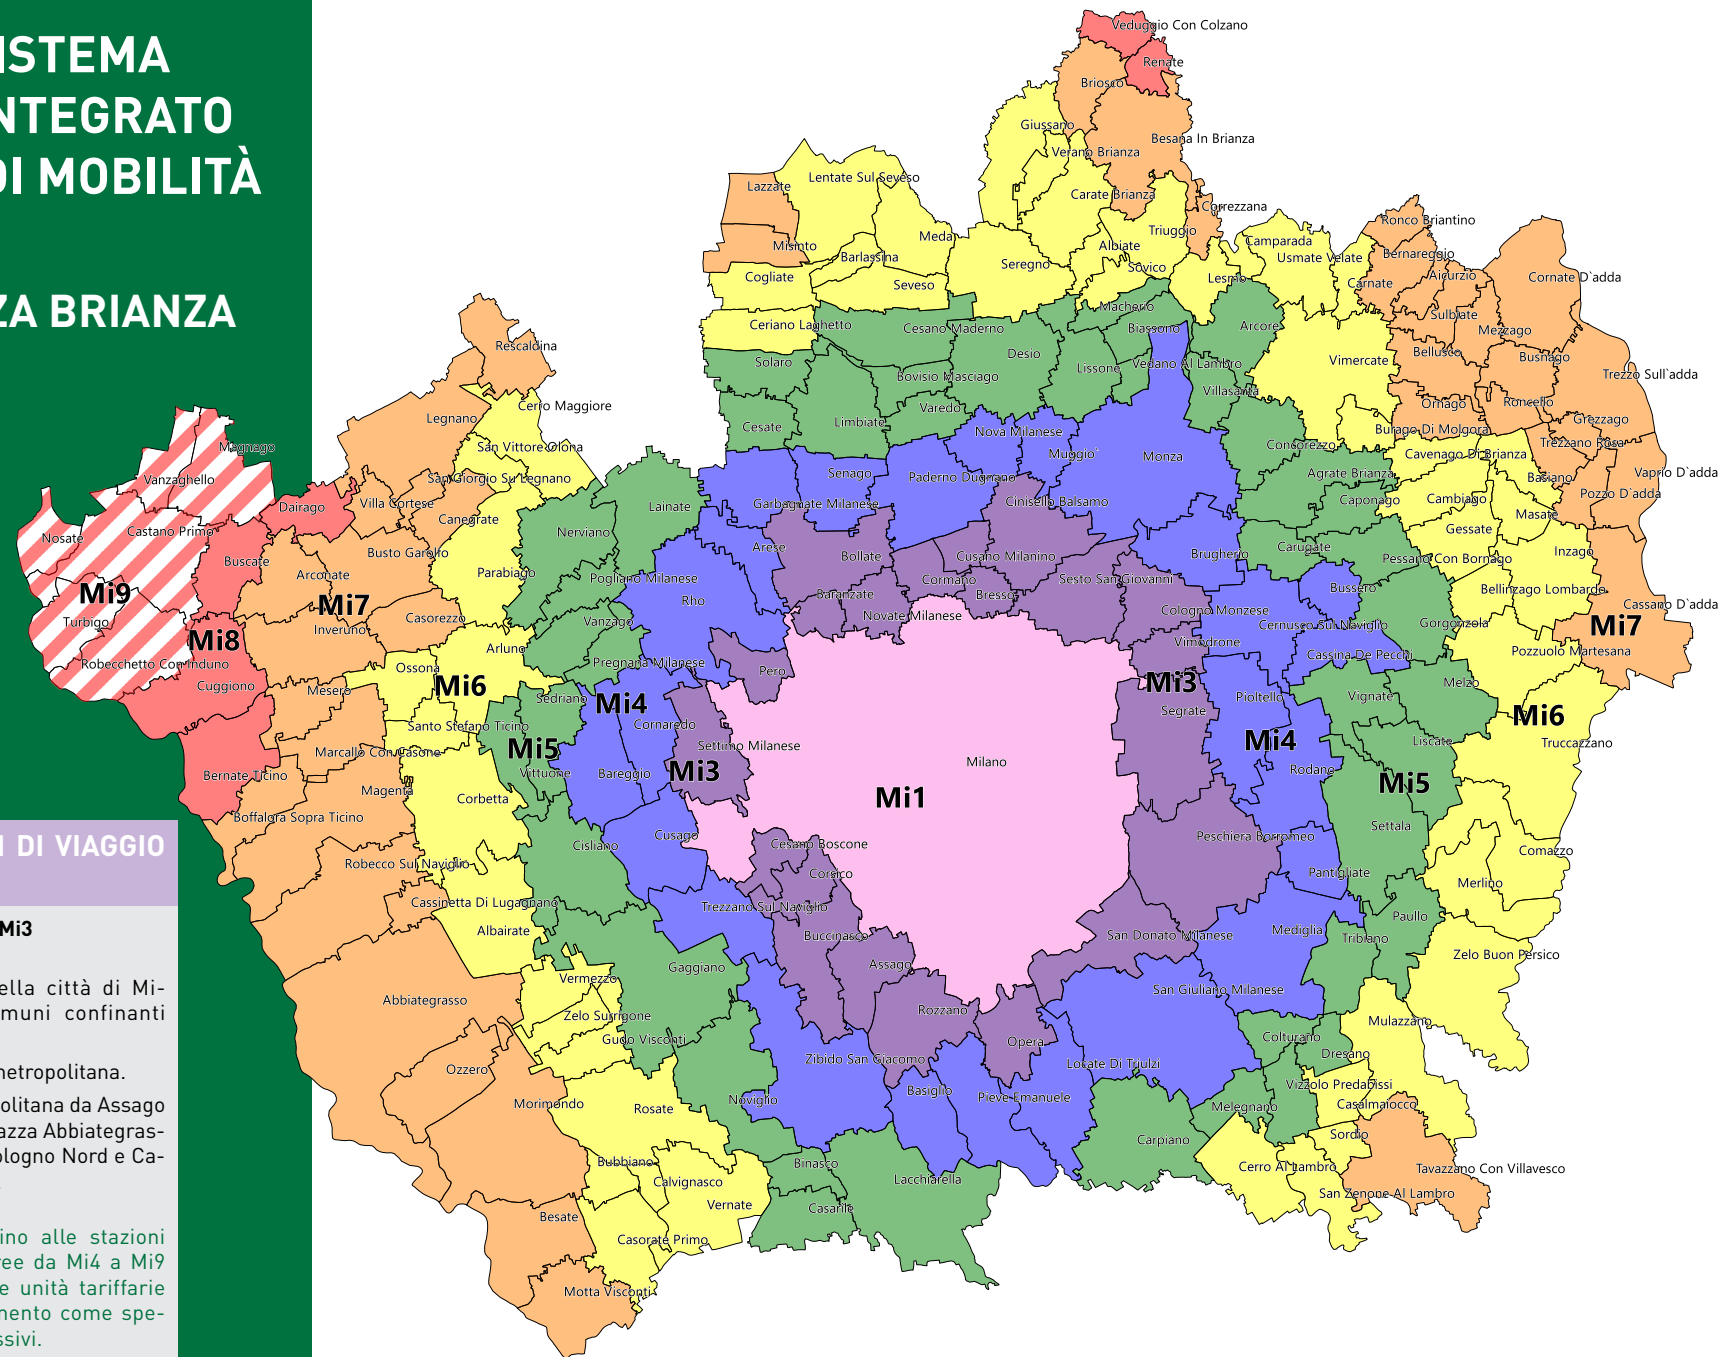 ISTEMA
NTEGRATO
DI MOBILITÀ
ZA BRIANZA
I DI VIAGGIO
Mi3
ella città di Mi-
omuni confinanti
metropolitana.
politana da Assago
iazza Abbiategras-
ologno Nord e Ca-
ino alle stazioni
ree da Mi4 a Mi9
e unità tariffarie
mento come spe-
ssivi.
Veduggio Con Colzano
Renate
Briosco
Giussano
Besana In Brianza
Verano Brianza
Lazzate
Lentate Sul Seveso
Carate Brianza
Correzzana
Ronco Briantino
Misinto
Meda
Triuggio
Albiate
Camparada
Usmate Velate
Bernareggio
Barlassina
Seregno
Sovico
Cogliate
Seveso
Lesmo
Carnate
Aicurzio
Cornate D`adda
Macherio
Sulbiate
Ceriano Laghetto
Cesano Maderno
Biassono
Arcore
Mezzago
Rescaldina
Solaro
Desio
Lissone
Vedano Al Lambro
Vimercate
Bellusco
Busnago
Bovisio Masciago
Villasanta
Trezzo Sull`adda
Cerro Maggiore
Varedo
Ornago
Roncello
Legnano
Cesate
Limbiate
Nova Milanese
Burago Di Molgora
Grezzago
Magnago
San Vittore Olona
Muggio`
Monza
Concorezzo
Cavenago Di Brianza
Trezzano Rosa
Vanzaghello
San Giorgio Su Legnano
Senago
Paderno Dugnano
Agrate Brianza
Basiano
Vaprio D`adda
Dairago
Villa Cortese
Lainate
Garbagnate Milanese
Cinisello Balsamo
Caponago
Cambiago
Pozzo D`adda
Nosate
Castano Primo
Canegrate
Nerviano
Masate
Buscate
Busto Garolfo
Arese
Bollate
Cusano Milanino
Brugherio
Carugate
Gessate
Pessano Con Bornago
Inzago
Mi9
Arconate
Parabiago
Pogliano Milanese
Cormano
Sesto San Giovanni
Bussero
Bellinzago Lombardo
Mi7
Rho
Baranzate
Bresso
Cologno Monzese
Cassano D`adda
Turbigo
Inveruno
Casorezzo
Vanzago
Novate Milanese
Cernusco Sul Naviglio
Gorgonzola
Mi7
Mi8
Vimodrone
Pozzuolo Martesana
Robecchetto Con Induno
Arluno
Pregnana Milanese
Cassina De Pecchi
Cuggiono
Ossona
Pero
Mi3
Melzo
Mesero
Mi6
Sedriano
Mi4
Pioltello
Vignate
Segrate
Mi6
Santo Stefano Ticino
Cornaredo
Marcallo Con Casone
Mi5
Settimo Milanese
Mi4
Liscate
Truccazzano
Bernate Ticino
Vittuone
Bareggio
Mi3
Milano
Rodano
Mi5
Magenta
Corbetta
Mi1
Boffalora Sopra Ticino
Cusago
Peschiera Borromeo
Settala
Cisliano
Cesano Boscone
Comazzo
Robecco Sul Naviglio
Corsico
Pantigliate
Merlino
Cassinetta Di Lugagnano
Trezzano Sul Naviglio
Paullo
Albairate
Buccinasco
San Donato Milanese
Mediglia
Tribiano
Gaggiano
Assago
Zelo Buon Persico
Vermezzo
San Giuliano Milanese
Abbiategrasso
Zelo Surrigone
Rozzano
Mulazzano
Gudo Visconti
Opera
Colturano
Dresano
Ozzero
Zibido San Giacomo
Locate Di Triulzi
Vizzolo Predabissi
Morimondo
Rosate
Noviglio
Basiglio
Pieve Emanuele
Melegnano
Casalmaiocco
Carpiano
Sordio
Bubbiano
Binasco
Cerro Al Lambro
Tavazzano Con Villavesco
Calvignasco
Lacchiarella
Vernate
Casarile
San Zenone Al Lambro
Besate
Casorate Primo
Motta Visconti